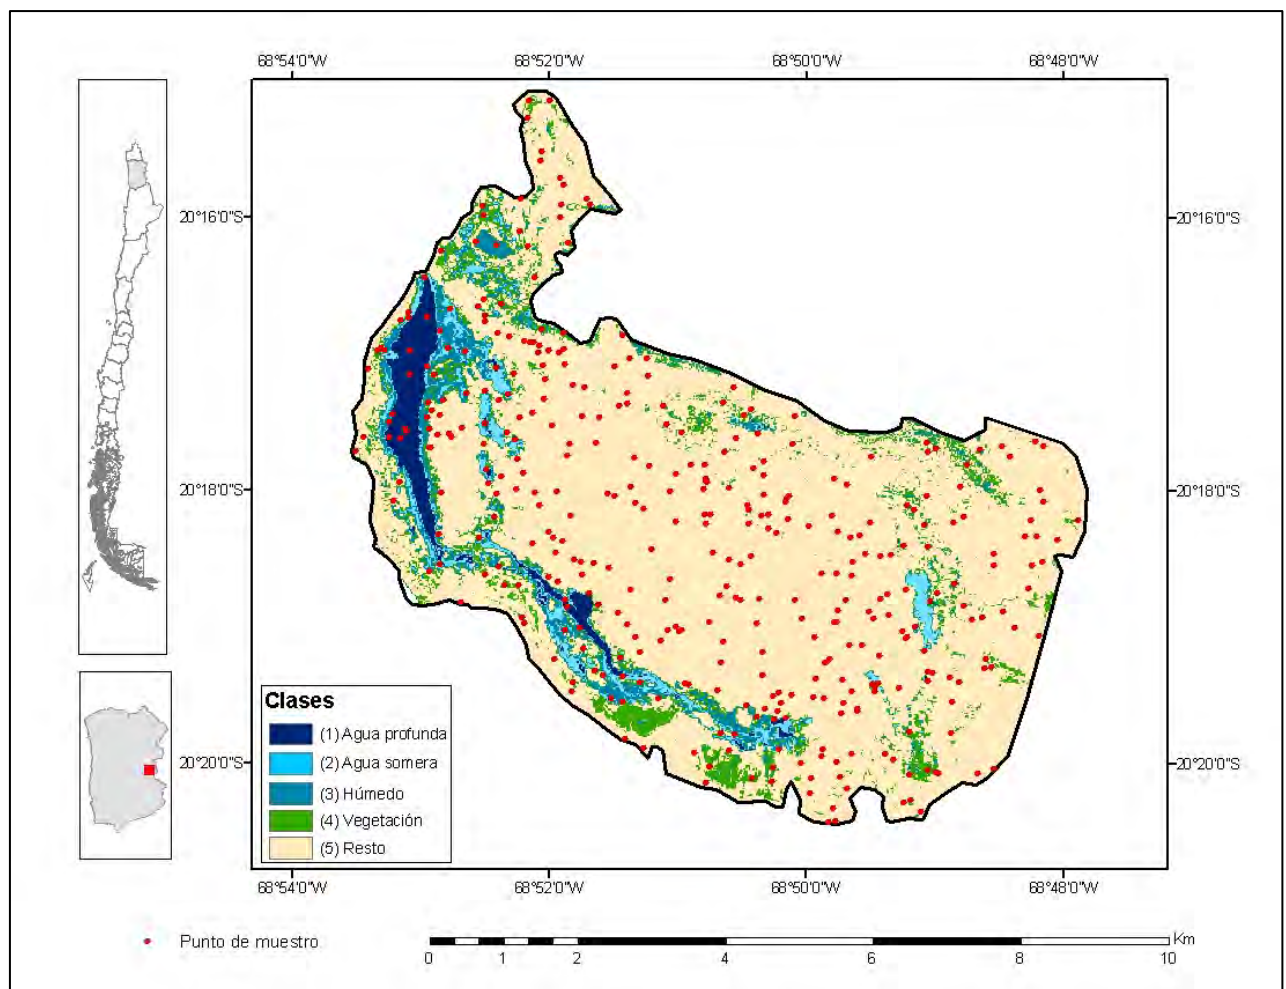 68°54'0"W 68°52'0"W 68°50'0"W 68°48'0"W
20°16'0"S 20°16'0"S
20°18'0"S 20°18'0"S
20°20'0"S 20°20'0"S
Clases
(1) Agua profunda
(2) Agua somera
(3) Húmedo
(4) Vegetación
(5) Resto
68°54'0"W 68°52'0"W 68°50'0"W 68°48'0"W
Punto de muestro
Km
0 1 2 4 6 8 10